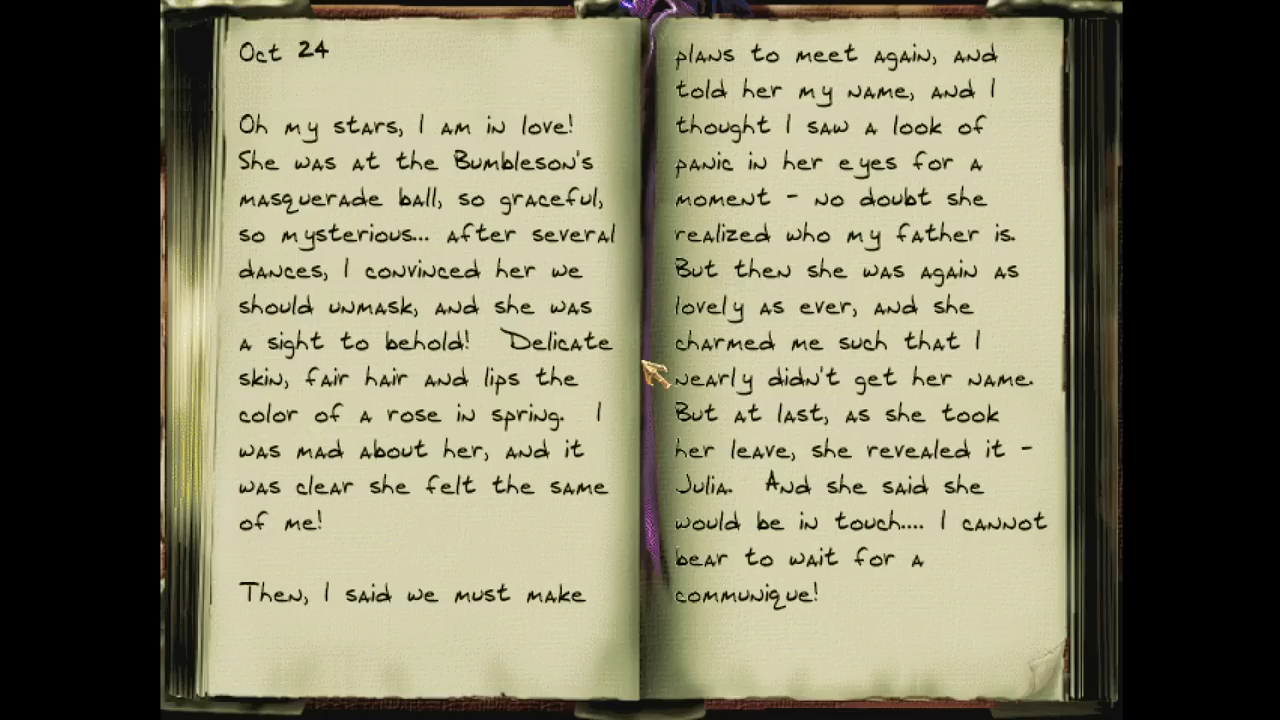 Oct 24
Oh my stars, I am in love!
She was at the Bumbleson's
masquerade ball, so graceful,
so mysterious... after several
dances, I convinced her we
should unmask, and she was
a sight to behold! Delicate
skin, fair hair and lips the
color of a rose in spring. I
was mad about her, and it
was clear she felt the same
of me!
Then, I said we must make
plans to meet again, and
told her my name, and I
thought I saw a look of
panic in her eyes for a
moment - no doubt she
realized who my father is.
But then she was again as
lovely as ever, and she
charmed me such that I
nearly didn't get her name.
But at last, as she took
her leave, she revealed it -
Julia. And she said she
would be in touch.... I cannot
bear to wait for a
communique!